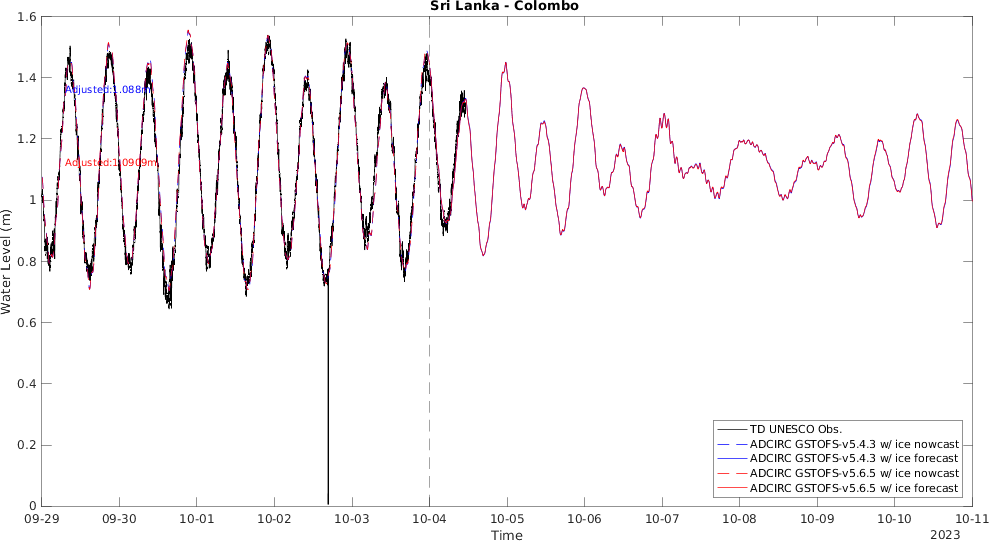 Sri Lanka - Colombo
1.6
1.4
1.2
1
0.8
0.6
0.4
0.2
0
Water Level (m)
Adjusted:1.088m
Adjusted:1.0909m
TD UNESCO Obs.
ADCIRC GSTOFS-v5.4.3 w/ ice nowcast
ADCIRC GSTOFS-v5.4.3 w/ ice forecast
ADCIRC GSTOFS-v5.6.5 w/ ice nowcast
ADCIRC GSTOFS-v5.6.5 w/ ice forecast
09-29 09-30 10-01 10-02 10-03 10-04 10-05 10-06 10-07 10-08 10-09 10-10 10-11
Time
2023